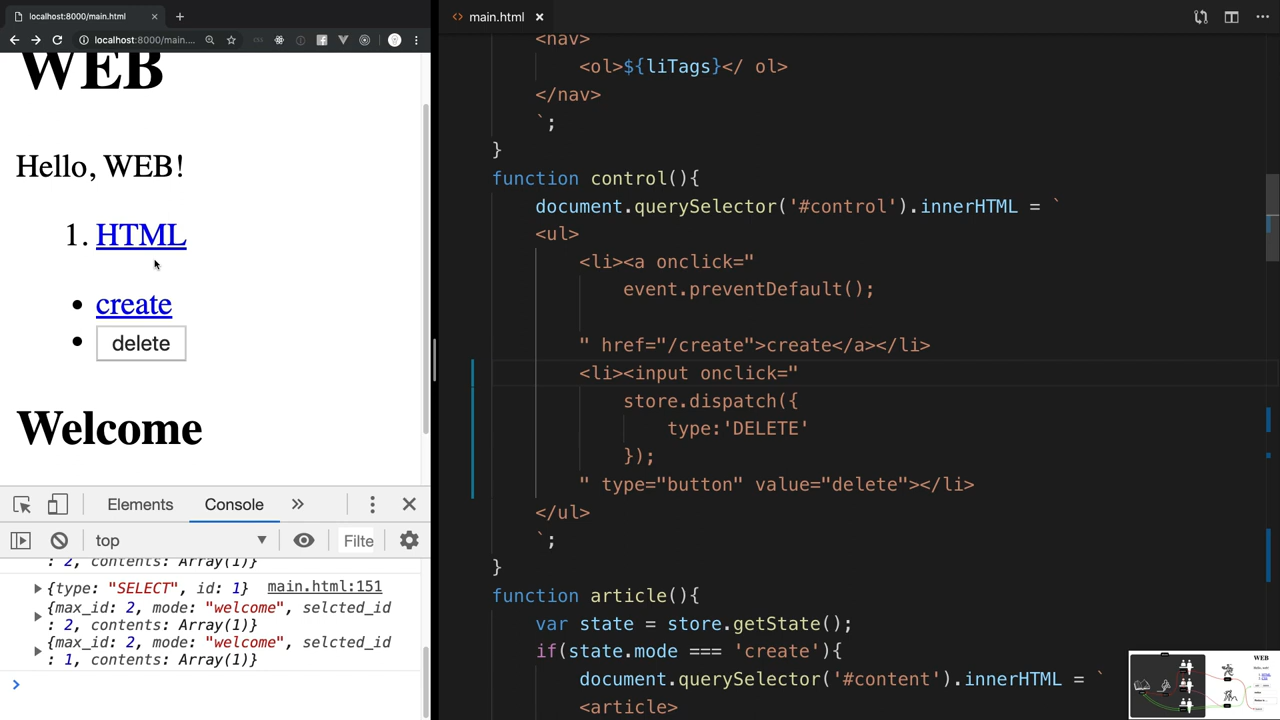 localhost:8000/main.html
localhost:8000/main....
WEB
Hello, WEB!
1. HTML
create
delete
Welcome
Elements
Console
top
Filte
: 2, contents: Array(1)}
{type: "SELECT", id: 1}
main.html:151
{max_id: 2, mode: "welcome", selcted_id
: 2, contents: Array(1)}
{max_id: 2, mode: "welcome", selcted_id
: 1, contents: Array(1)}
main.html
<nav>
<ol>${liTags}</ ol>
</nav>
`;
}
function control(){
document.querySelector('#control').innerHTML = `
<ul>
<li><a onclick="
event.preventDefault();
" href="/create">create</a></li>
<li><input onclick="
store.dispatch({
type:'DELETE'
});
" type="button" value="delete"></li>
</ul>
`;
}
function article(){
var state = store.getState();
if(state.mode === 'create'){
document.querySelector('#content').innerHTML = `
<article>
WEB